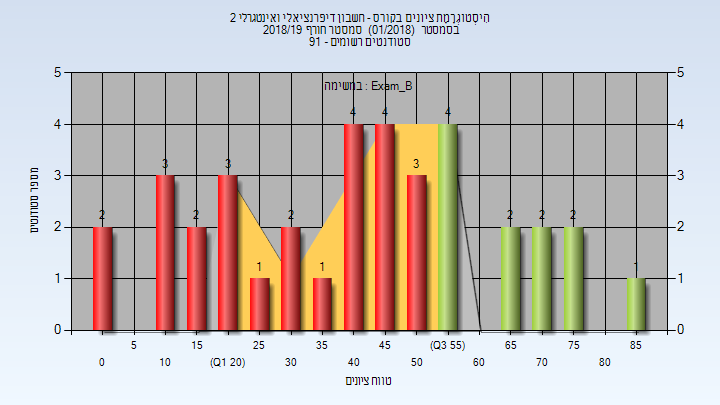 היסטוגרמת ציונים בקורס - חשבון דיפרנציאלי ואינטגרלי 2
בסמסטר (01/2018) סמסטר חורף 2018/19
סטודנטים רשומים - 91
במשימה : Exam_B
מספר סטודנטים
5 5
4 4
3 3
2 2
1 1
0 0
2 3 2 3 1 2 1 4 4 3 4 2 2 2 1
5 15 25 35 45 (Q3 55) 65 75 85
0 10 (Q1 20) 30 40 50 60 70 80
טווח ציונים